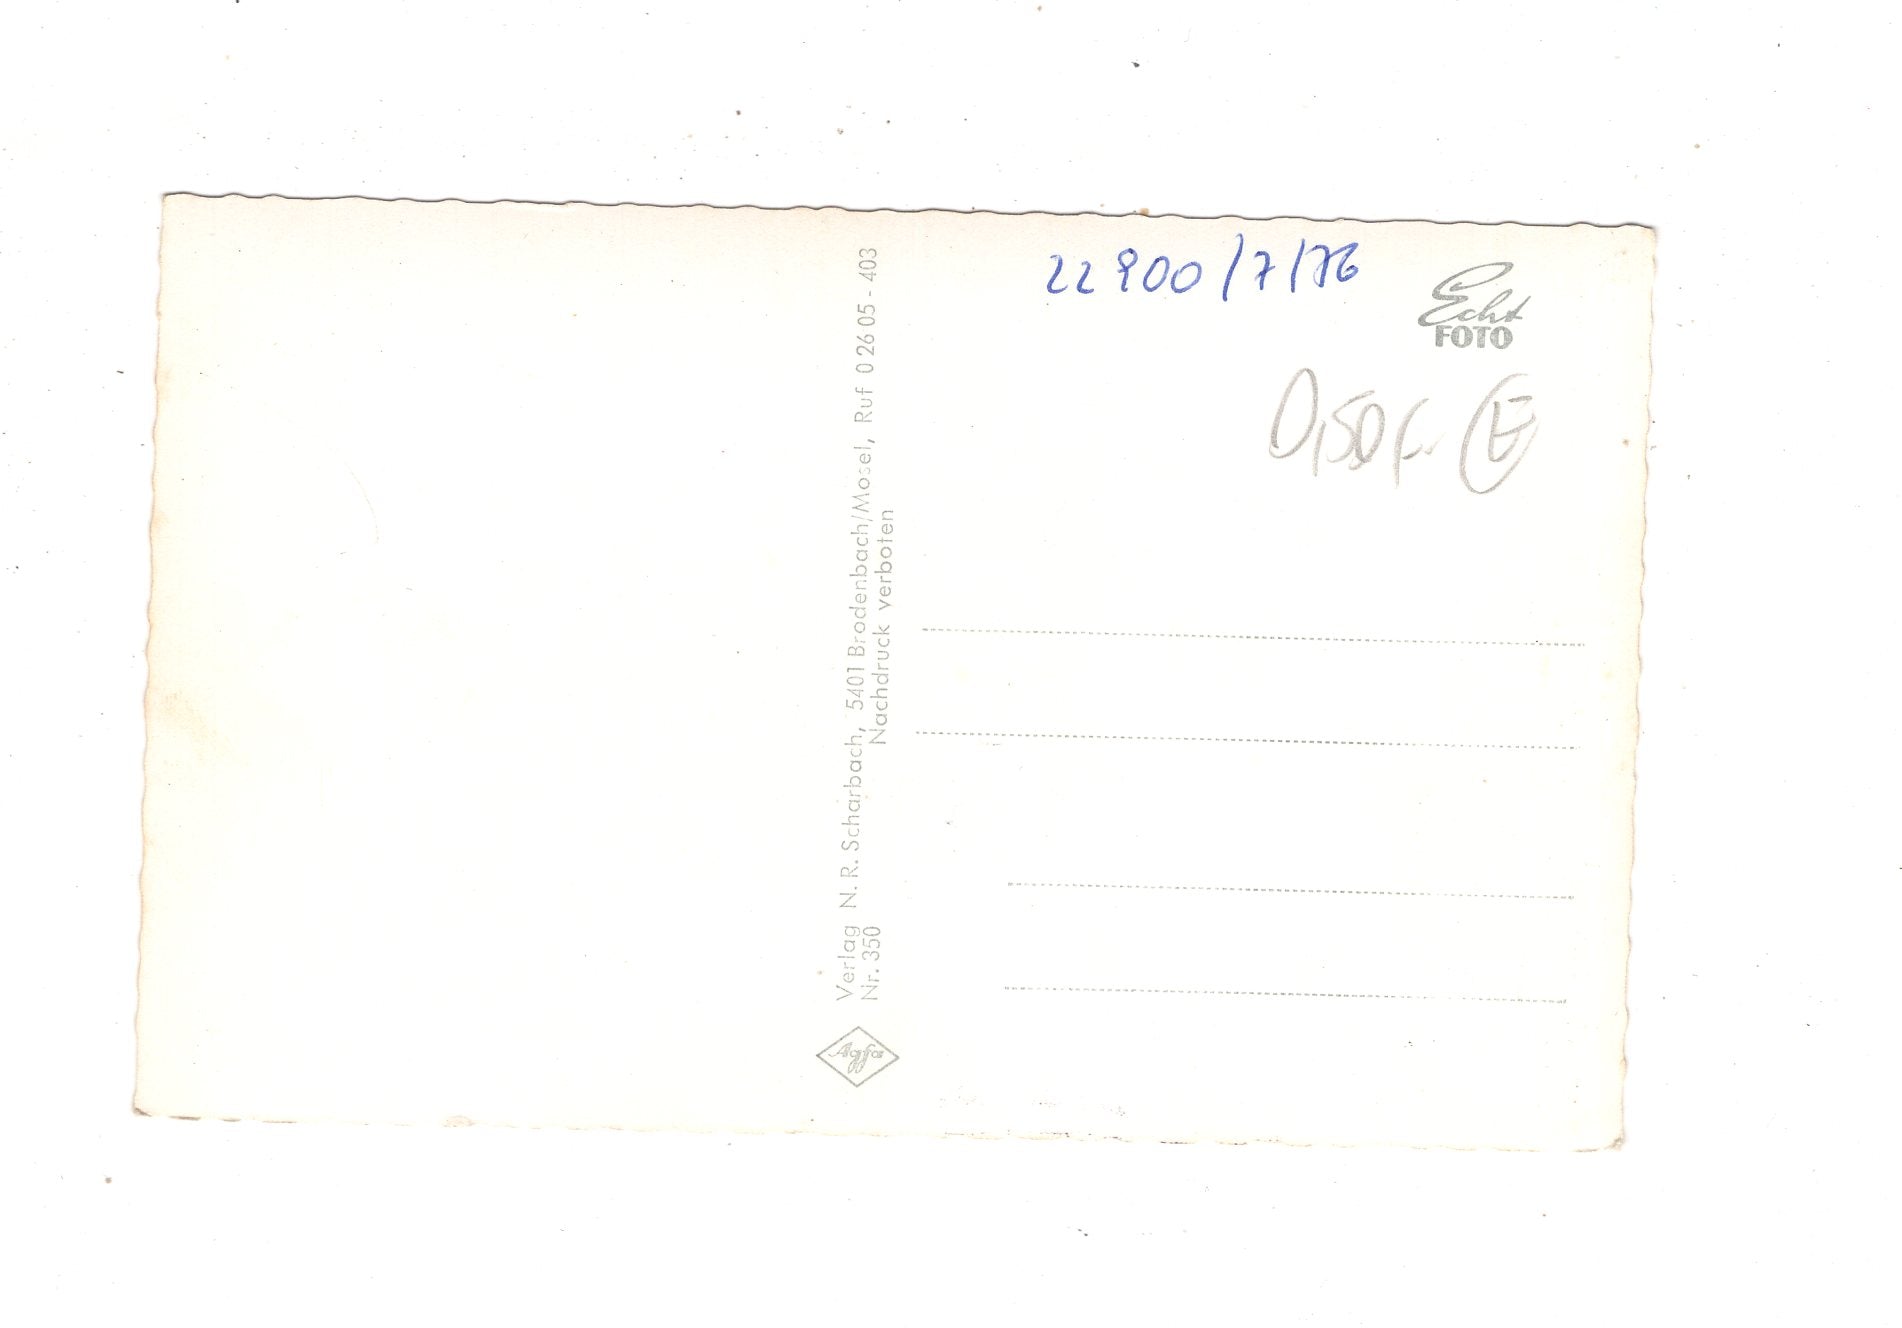 22900/7/76
Echt
FOTO
0,50
E
Verlag N. R. Scharbach, 5401 Brodenbach/Mosel, Ruf 0 26 05 - 403
Nr. 350
Nachdruck verboten
Agfa